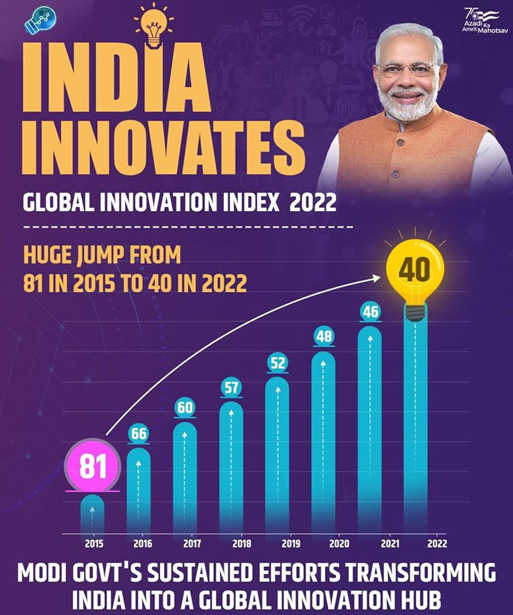 75
Azadi Ka
Amrit Mahotsav
INDIA
INNOVATES
GLOBAL INNOVATION INDEX 2022
HUGE JUMP FROM
81 IN 2015 TO 40 IN 2022
81
66
60
57
52
48
46
40
2015 2016 2017 2018 2019 2020 2021 2022
MODI GOVT'S SUSTAINED EFFORTS TRANSFORMING
INDIA INTO A GLOBAL INNOVATION HUB